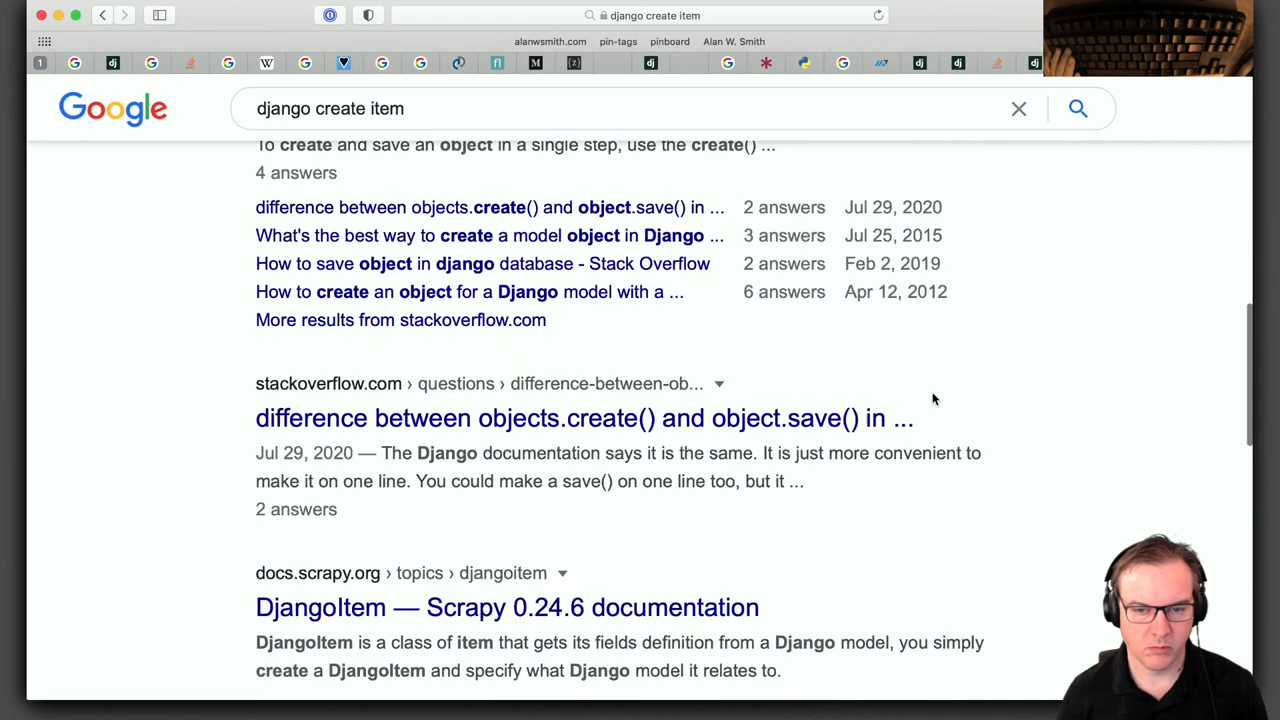 django create item
alanwsmith.com pin-tags pinboard Alan W. Smith
1
Google
django create item
To create and save an object in a single step, use the create() ...
4 answers
difference between objects.create() and object.save() in ... 2 answers Jul 29, 2020
What's the best way to create a model object in Django ... 3 answers Jul 25, 2015
How to save object in django database - Stack Overflow 2 answers Feb 2, 2019
How to create an object for a Django model with a ... 6 answers Apr 12, 2012
More results from stackoverflow.com
stackoverflow.com › questions › difference-between-ob...
difference between objects.create() and object.save() in ...
Jul 29, 2020 — The Django documentation says it is the same. It is just more convenient to
make it on one line. You could make a save() on one line too, but it ...
2 answers
docs.scrapy.org › topics › djangoitem
DjangoItem — Scrapy 0.24.6 documentation
DjangoItem is a class of item that gets its fields definition from a Django model, you simply
create a DjangoItem and specify what Django model it relates to.